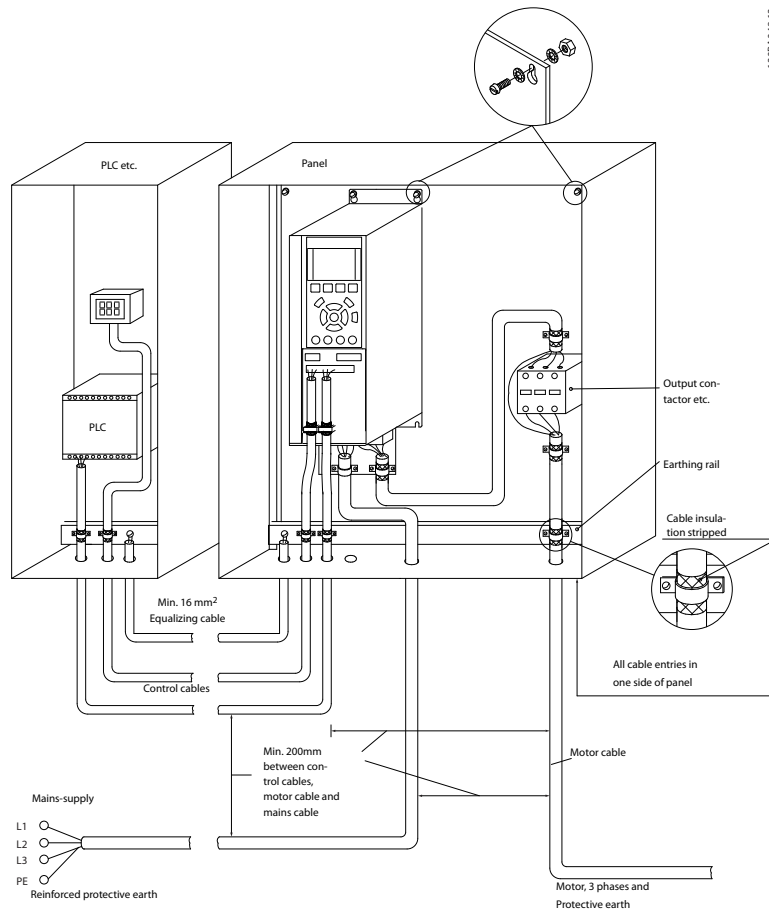 PLC etc.
Panel
PLC
Output con-
tactor etc.
Earthing rail
Cable insula-
tion stripped
Min. 16 mm²
Equalizing cable
Control cables
All cable entries in
one side of panel
Min. 200mm
between con-
trol cables,
motor cable and
mains cable
Motor cable
Mains-supply
L1
L2
L3
PE
Reinforced protective earth
Motor, 3 phases and
Protective earth